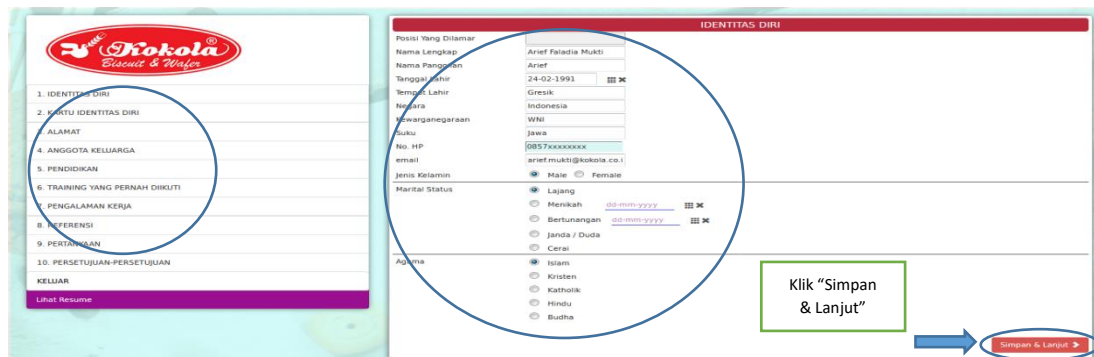 Kokola®
Biscuit & Wafer
1. IDENTITAS DIRI
2. KARTU IDENTITAS DIRI
3. ALAMAT
4. ANGGOTA KELUARGA
5. PENDIDIKAN
6. TRAINING YANG PERNAH DIIKUTI
7. PENGALAMAN KERJA
8. REFERENSI
9. PERTANYAAN
10. PERSETUJUAN-PERSETUJUAN
KELUAR
Lihat Resume
IDENTITAS DIRI
Posisi Yang Dilamar
Nama Lengkap Arief Faladia Mukti
Nama Panggilan Arief
Tanggal Lahir 24-02-1991
Tempat Lahir Gresik
Negara Indonesia
Kewarganegaraan WNI
Suku Jawa
No. HP 0857xxxxxxxx
email arief.mukti@kokola.co.i
Jenis Kelamin Male Female
Marital Status Lajang
Menikah dd-mm-yyyy
Bertunangan dd-mm-yyyy
Janda / Duda
Cerai
Agama Islam
Kristen
Katholik
Hindu
Budha
Klik “Simpan
& Lanjut”
Simpan & Lanjut